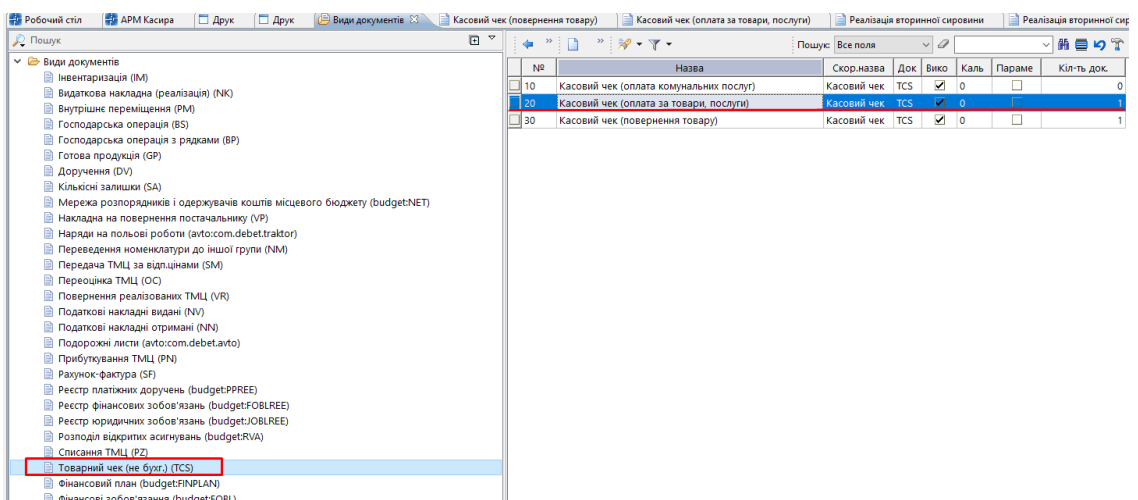 Робочий стіл АРМ Касира Друк Друк Види документів Касовий чек (повернення товару) Касовий чек (оплата за товари, послуги) Реалізація вторинної сировини Реалізація вторинної сир
Пошук
Види документів
Інвентаризація (IM)
Видаткова накладна (реалізація) (NK)
Внутрішнє переміщення (PM)
Господарська операція (BS)
Господарська операція з рядками (BP)
Готова продукція (GP)
Доручення (DV)
Кількісні залишки (SA)
Мережа розпорядників і одержувачів коштів місцевого бюджету (budget:NET)
Накладна на повернення постачальнику (VP)
Наряди на польові роботи (avto:com.debet.traktor)
Переведення номенклатури до іншої групи (NM)
Передача ТМЦ за відп.цінами (SM)
Переоцінка ТМЦ (OC)
Повернення реалізованих ТМЦ (VR)
Податкові накладні видані (NV)
Податкові накладні отримані (NN)
Подорожні листи (avto:com.debet.avto)
Прибуткування ТМЦ (PN)
Рахунок-фактура (SF)
Реєстр платіжних доручень (budget:PPREE)
Реєстр фінансових зобов'язань (budget:FOBLREE)
Реєстр юридичних зобов'язань (budget:JOBLREE)
Розподіл відкритих асигнувань (budget:RVA)
Списання ТМЦ (PZ)
Товарний чек (не бухг.) (TCS)
Фінансовий план (budget:FINPLAN)
Фінансові зобов'язання (budget:FOBL)
Пошук: Все поля
№ Назва Скор.назва Док Вико Каль Параме Кіл-ть док.
10 Касовий чек (оплата комунальних послуг) Касовий чек TCS 0 0
20 Касовий чек (оплата за товари, послуги) Касовий чек TCS 0 1
30 Касовий чек (повернення товару) Касовий чек TCS 0 1